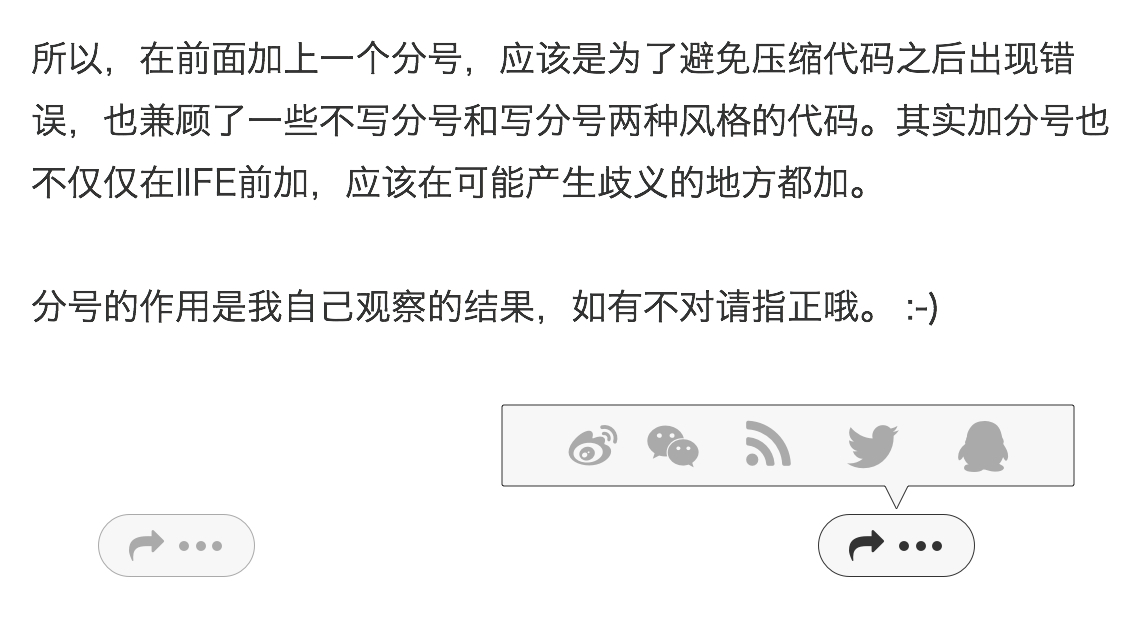 所以，在前面加上一个分号，应该是为了避免压缩代码之后出现错
误，也兼顾了一些不写分号和写分号两种风格的代码。其实加分号也
不仅仅在IIFE前加，应该在可能产生歧义的地方都加。
分号的作用是我自己观察的结果，如有不对请指正哦。 :-)